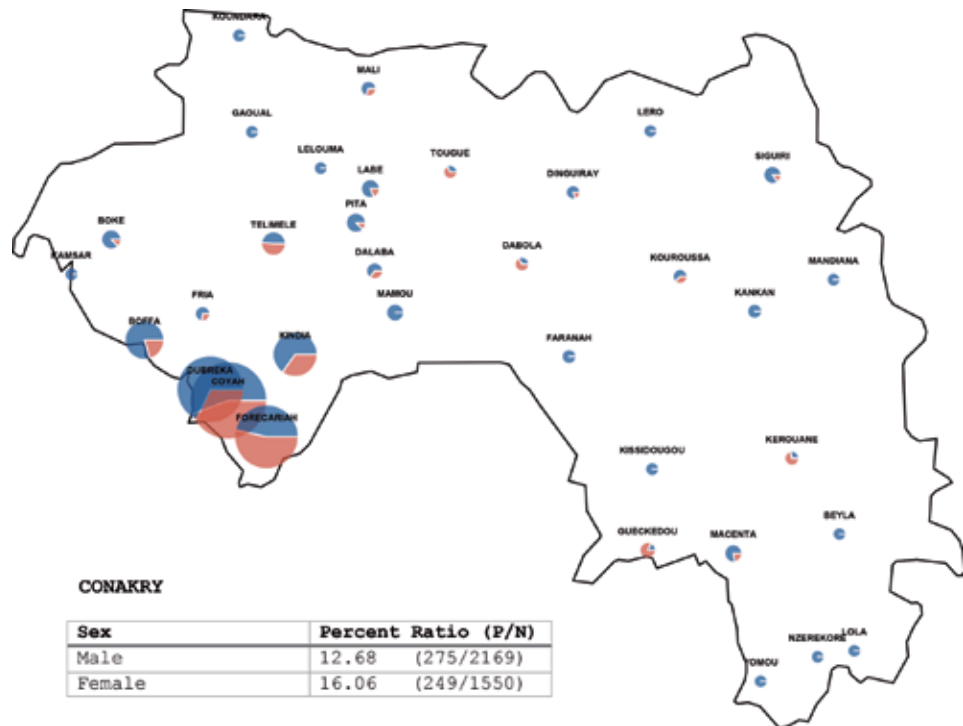 KOUNDARA
MALI
GAOUAL
LERO
LELOUMA
TOUGUE
LABE
DINGUIRAY
SIGUIRI
PITA
BOKE
TELIMELE
DABOLA
KAMSAR
DALABA
KOUROUSSA
MANDIANA
FRIA
MAMOU
KANKAN
BOFFA
KINDIA
FARANAH
DUBREKA
COYAH
FORECARIAH
KISSIDOUGOU
KEROUANE
BEYLA
GUECKEDOU
MACENTA
CONAKRY
Sex Percent Ratio (P/N)
Male 12.68 (275/2169)
Female 16.06 (249/1550)
NZEREKORE
LOLA
YOMOU